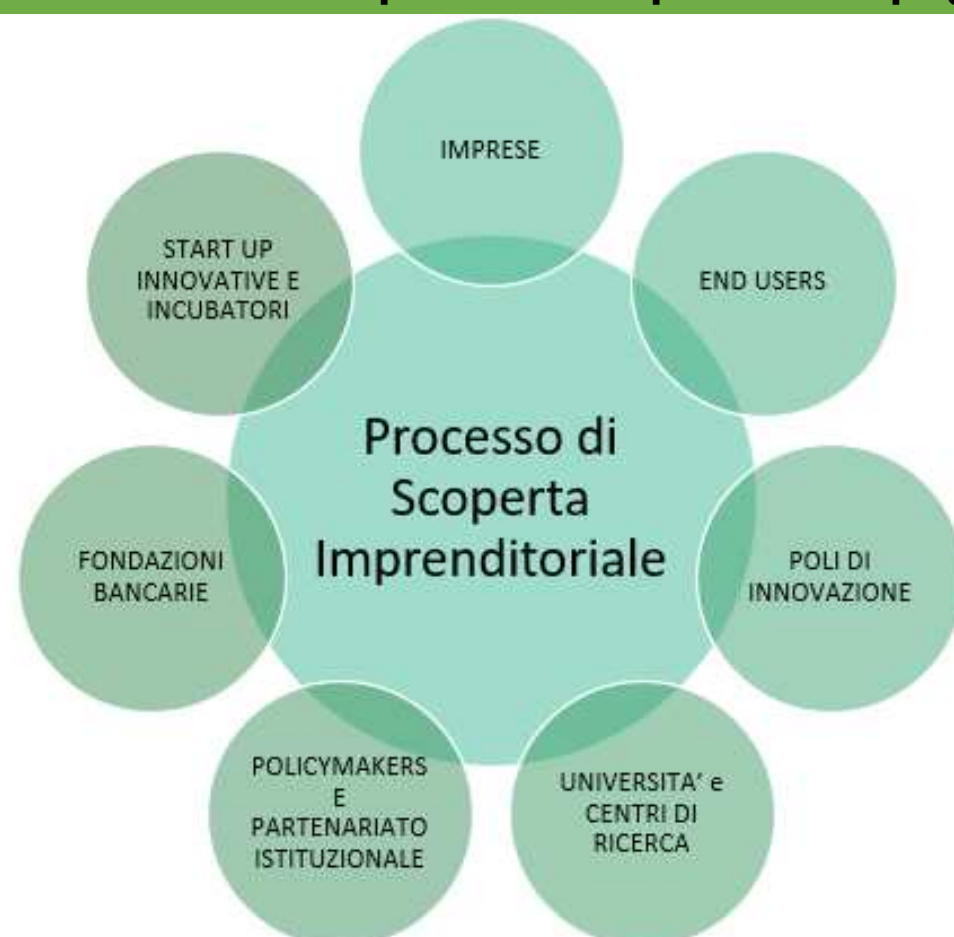 IMPRESE
END USERS
POLI DI
INNOVAZIONE
UNIVERSITA’ e
CENTRI DI
RICERCA
POLICYMAKERS
E
PARTENARIATO
ISTITUZIONALE
FONDAZIONI
BANCARIE
START UP
INNOVATIVE E
INCUBATORI
Processo di
Scoperta
Imprenditoriale